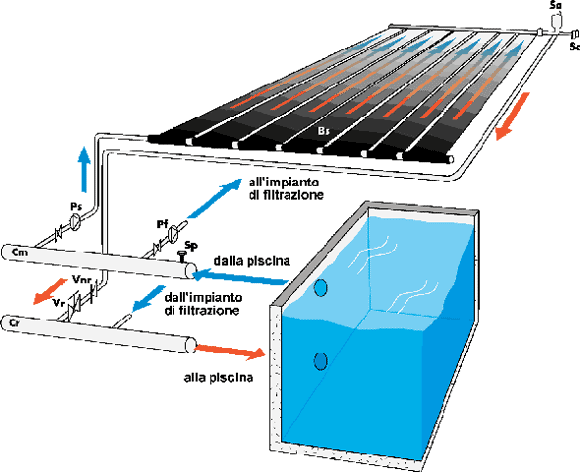 Sa
Sc
Bs
all'impianto
di filtrazione
Ps
Pf
Sp
Cm
dalla piscina
Vnr
Vr
dall'impianto
di filtrazione
Cr
alla piscina